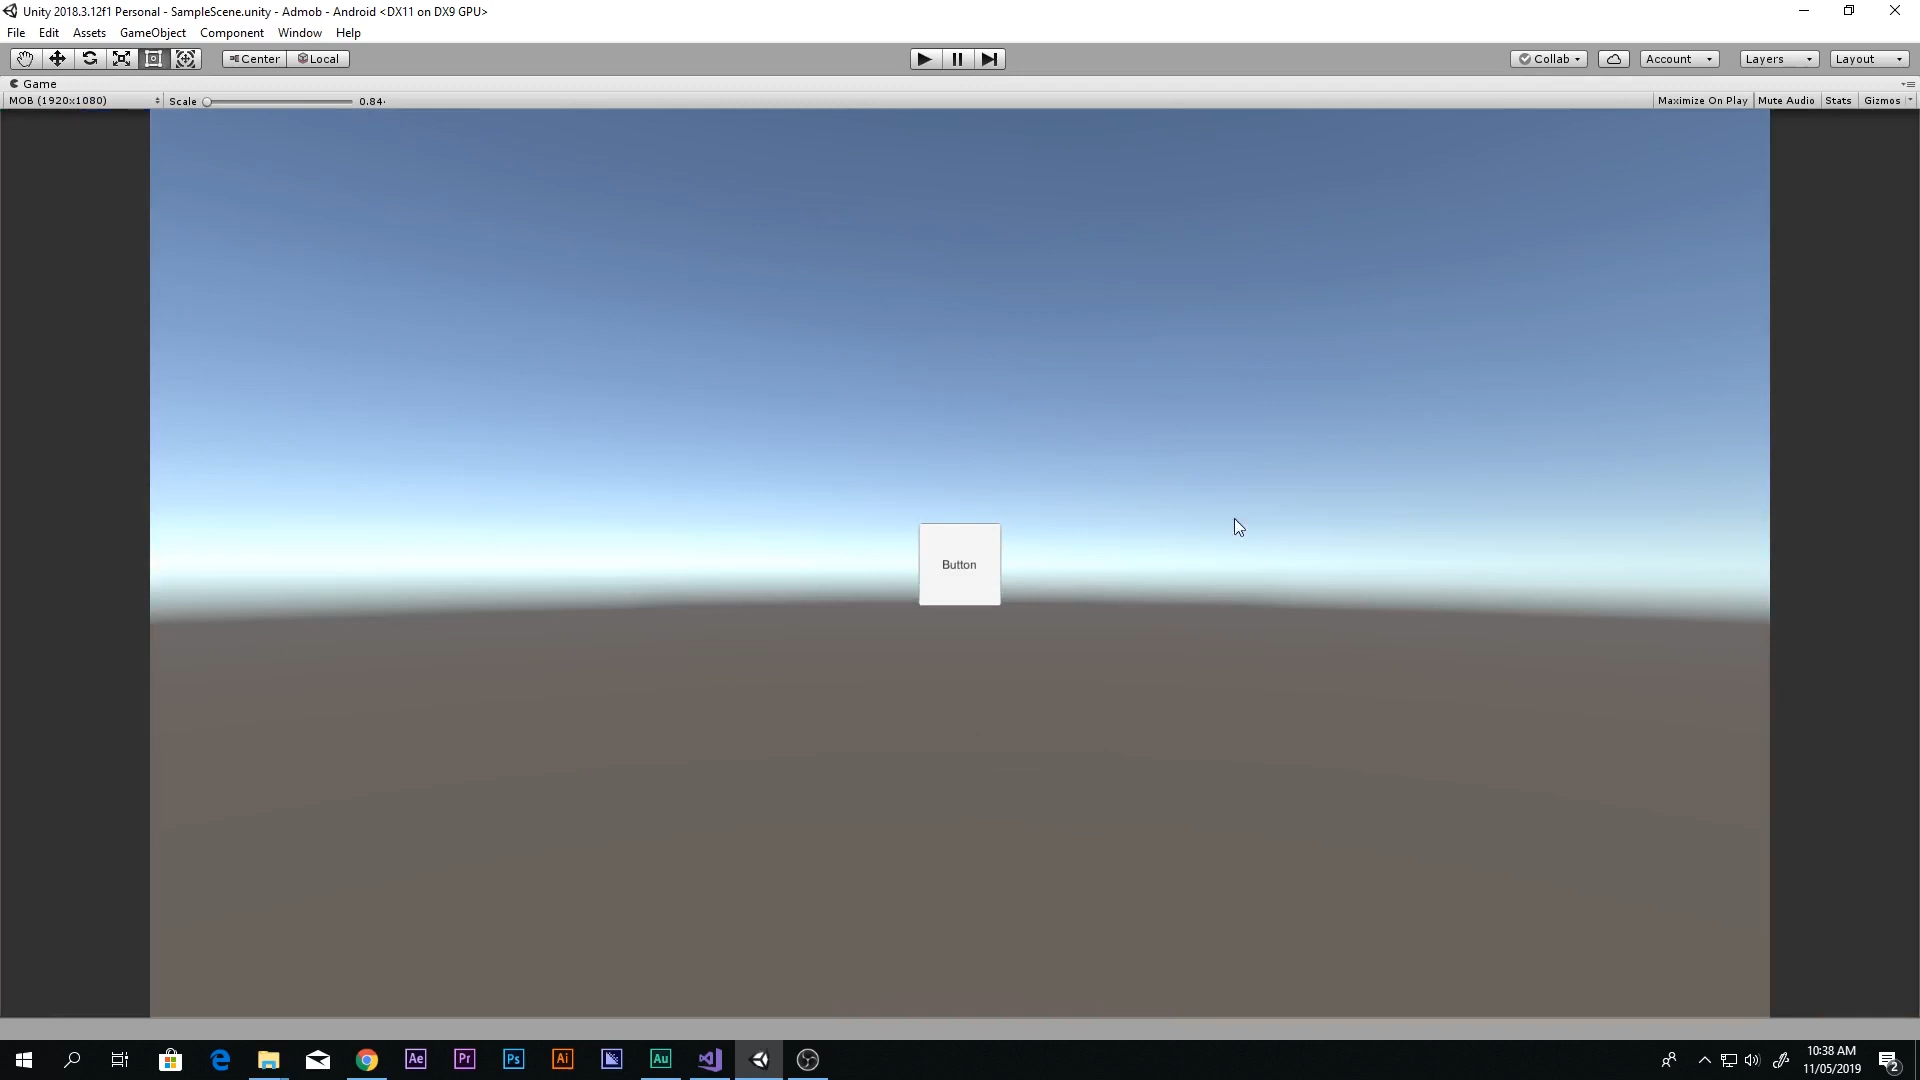 Unity 2018.3.12f1 Personal - SampleScene.unity - Admob - Android <DX11 on DX9 GPU>
File Edit Assets GameObject Component Window Help
Center Local Collab Account Layers Layout
Game
MOB (1920x1080) Scale 0.84 Maximize On Play Mute Audio Stats Gizmos
Button
Ae Pr Ps Ai Au
10:38 AM
11/05/2019
2